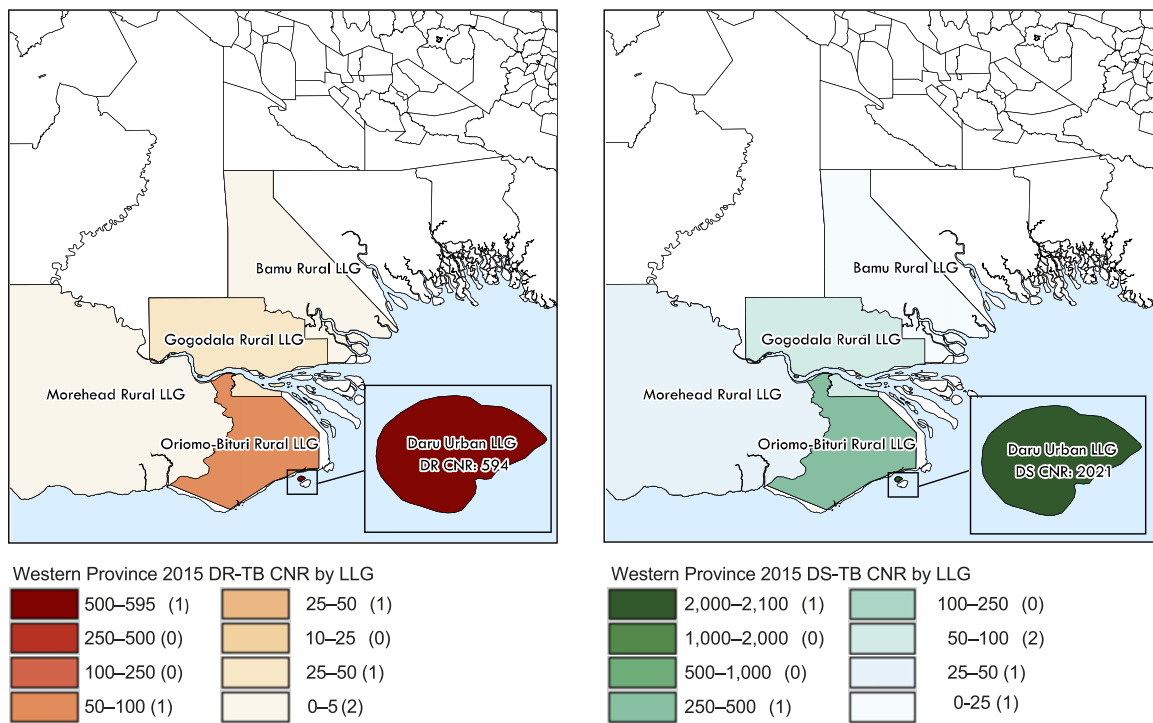 Bamu Rural LLG
Gogodala Rural LLG
Morehead Rural LLG
Oriomo-Bituri Rural LLG
Daru Urban LLG
DR CNR: 594
Western Province 2015 DR-TB CNR by LLG
500–595 (1)
250–500 (0)
100–250 (0)
50–100 (1)
25–50 (1)
10–25 (0)
25–50 (1)
0–5 (2)
Bamu Rural LLG
Gogodala Rural LLG
Morehead Rural LLG
Oriomo-Bituri Rural LLG
Daru Urban LLG
DS CNR: 2021
Western Province 2015 DS-TB CNR by LLG
2,000–2,100 (1)
1,000–2,000 (0)
500–1,000 (0)
250–500 (1)
100–250 (0)
50–100 (2)
25–50 (1)
0-25 (1)